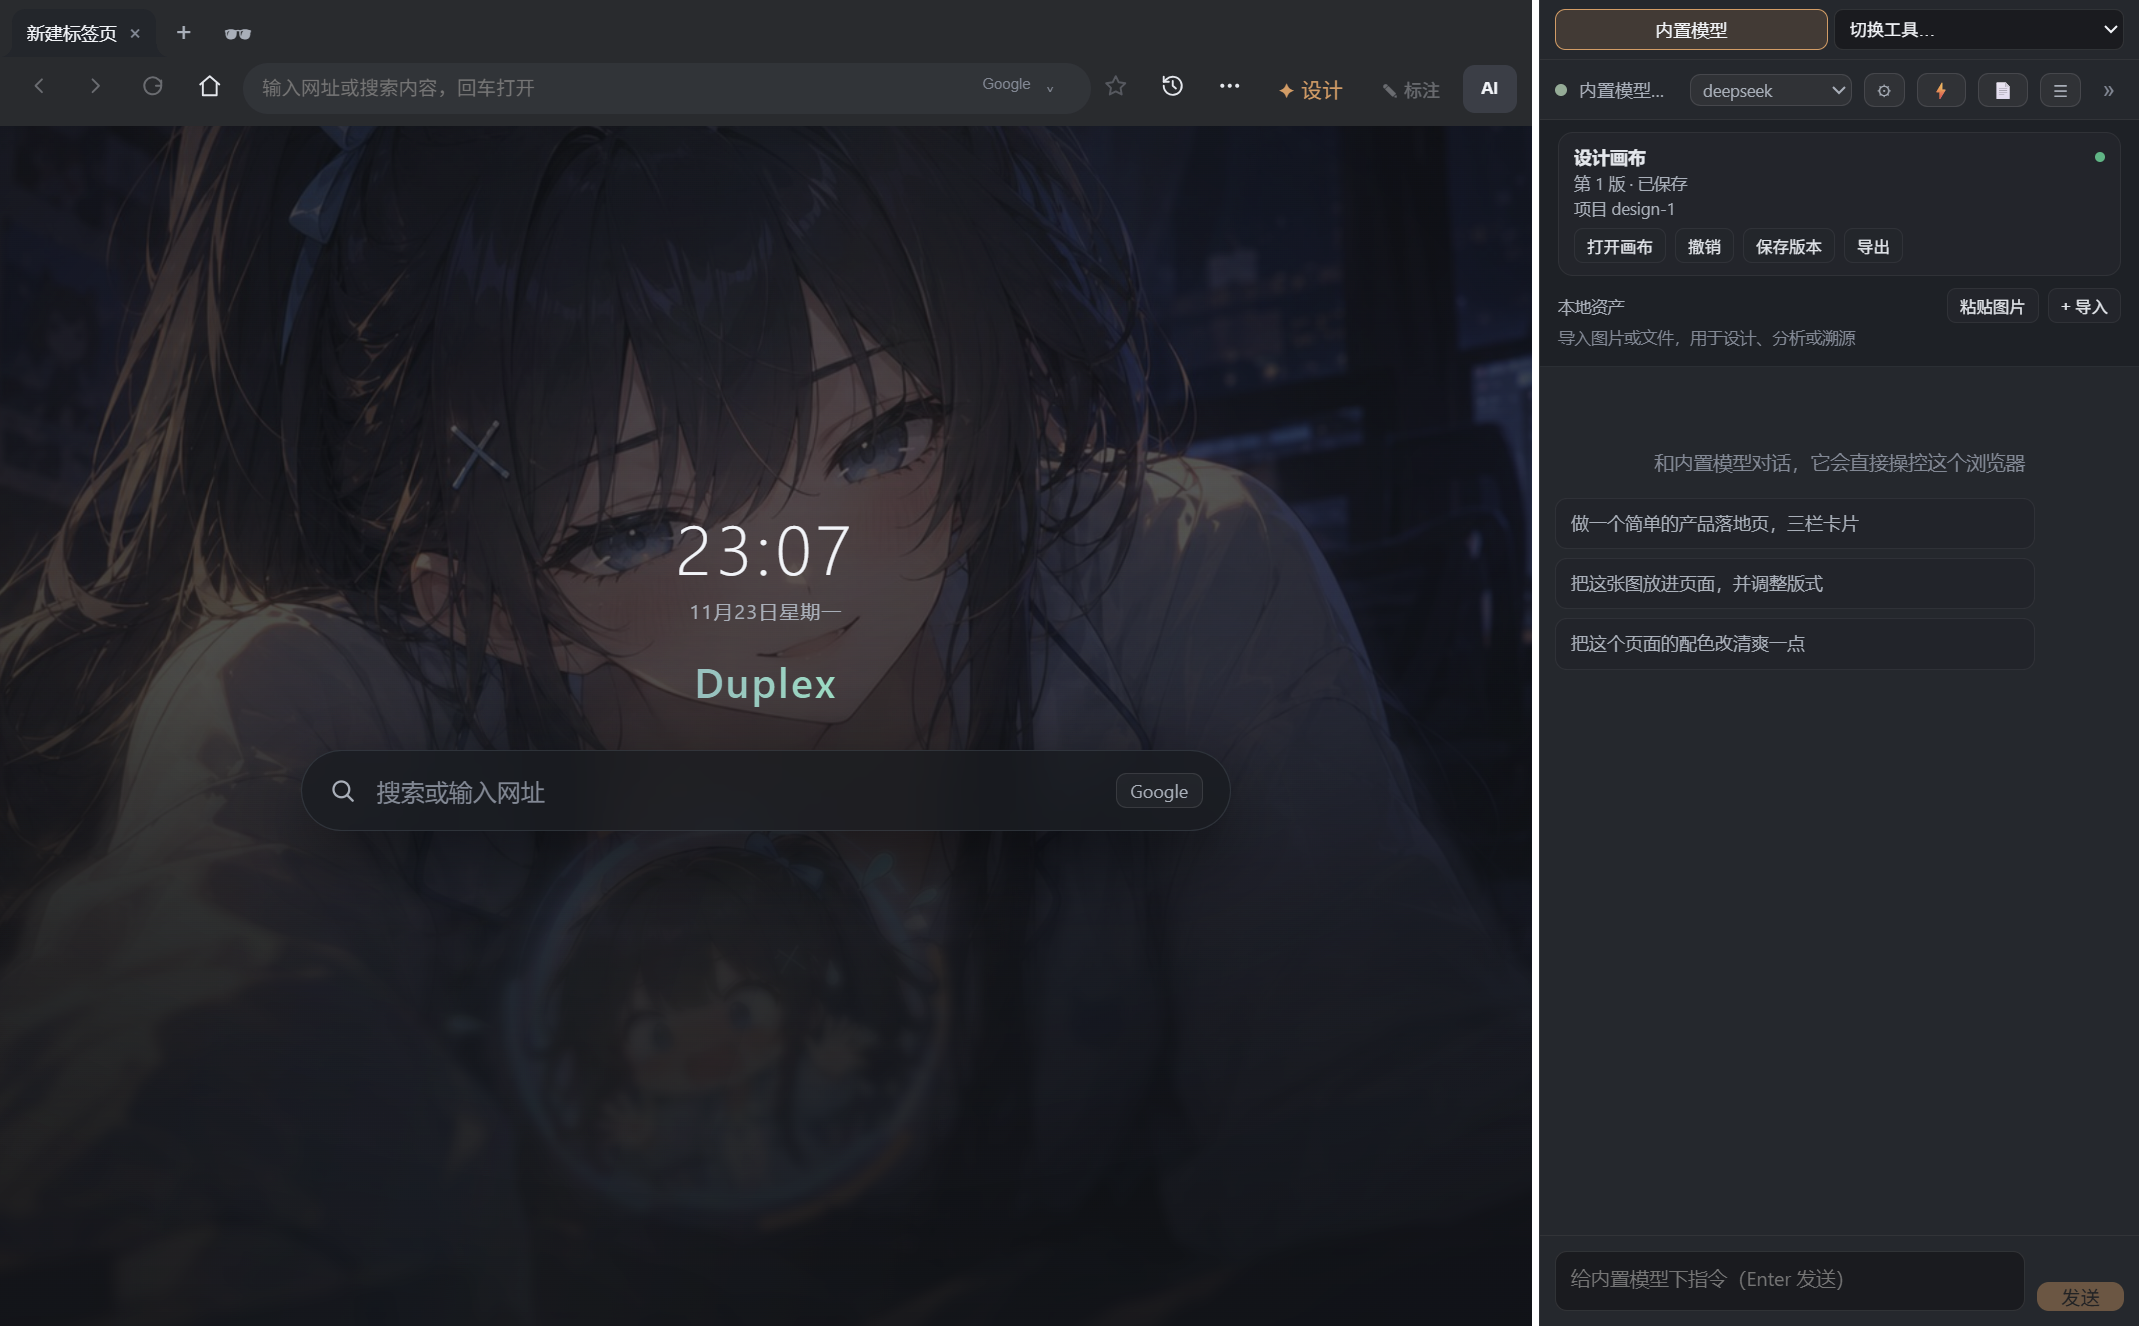 新建标签页 ×
+
输入网址或搜索内容，回车打开
Google
设计
标注
AI
23:07
11月23日星期一
Duplex
搜索或输入网址
Google
内置模型
切换工具...
内置模型...
deepseek
设计画布
第 1 版 · 已保存
项目 design-1
打开画布 撤销 保存版本 导出
本地资产
粘贴图片
+ 导入
导入图片或文件，用于设计、分析或溯源
和内置模型对话，它会直接操控这个浏览器
做一个简单的产品落地页，三栏卡片
把这张图放进页面，并调整版式
把这个页面的配色改清爽一点
给内置模型下指令（Enter 发送）
发送